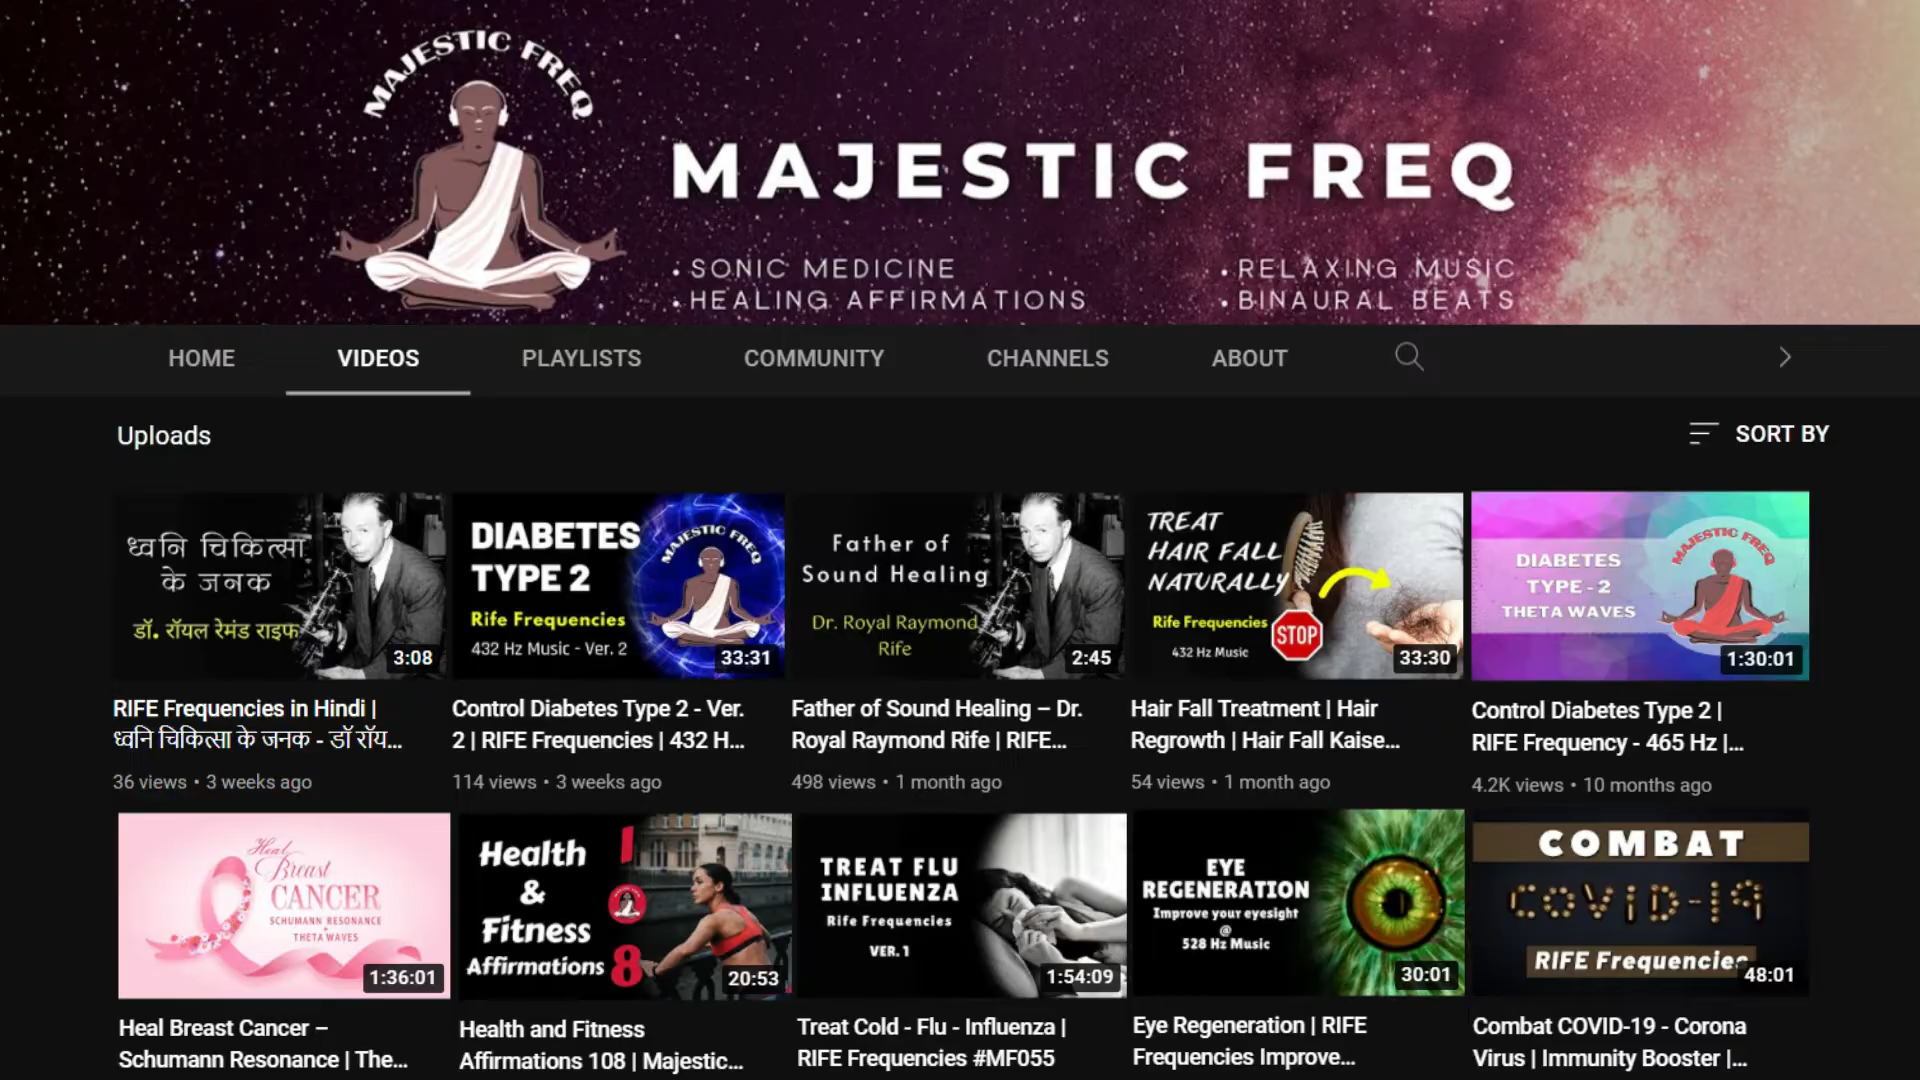 MAJESTIC FREQ
MAJESTIC FREQ
• SONIC MEDICINE
• RELAXING MUSIC
• HEALING AFFIRMATIONS
• BINAURAL BEATS
HOME VIDEOS PLAYLISTS COMMUNITY CHANNELS ABOUT
Uploads
SORT BY
ध्वनि चिकित्सा
के जनक
डॉ. रॉयल रेमंड राइफ
3:08
RIFE Frequencies in Hindi |
ध्वनि चिकित्सा के जनक - डॉ रॉय...
36 views • 3 weeks ago
DIABETES
TYPE 2
Rife Frequencies
432 Hz Music - Ver. 2
MAJESTIC FREQ
33:31
Control Diabetes Type 2 - Ver.
2 | RIFE Frequencies | 432 H...
114 views • 3 weeks ago
Father of
Sound Healing
Dr. Royal Raymond
Rife
2:45
Father of Sound Healing – Dr.
Royal Raymond Rife | RIFE...
498 views • 1 month ago
TREAT
HAIR FALL
NATURALLY
Rife Frequencies
432 Hz Music
STOP
33:30
Hair Fall Treatment | Hair
Regrowth | Hair Fall Kaise...
54 views • 1 month ago
DIABETES
TYPE - 2
THETA WAVES
MAJESTIC FREQ
1:30:01
Control Diabetes Type 2 |
RIFE Frequency - 465 Hz |...
4.2K views • 10 months ago
Heal
Breast
CANCER
SCHUMANN RESONANCE
+
THETA WAVES
1:36:01
Heal Breast Cancer –
Schumann Resonance | The...
Health
&
Fitness
Affirmations
1
8
20:53
Health and Fitness
Affirmations 108 | Majestic...
TREAT FLU
INFLUENZA
Rife Frequencies
VER. 1
1:54:09
Treat Cold - Flu - Influenza |
RIFE Frequencies #MF055
EYE
REGENERATION
Improve your eyesight
@
528 Hz Music
30:01
Eye Regeneration | RIFE
Frequencies Improve...
COMBAT
COVID-19
RIFE Frequencies
48:01
Combat COVID-19 - Corona
Virus | Immunity Booster |...